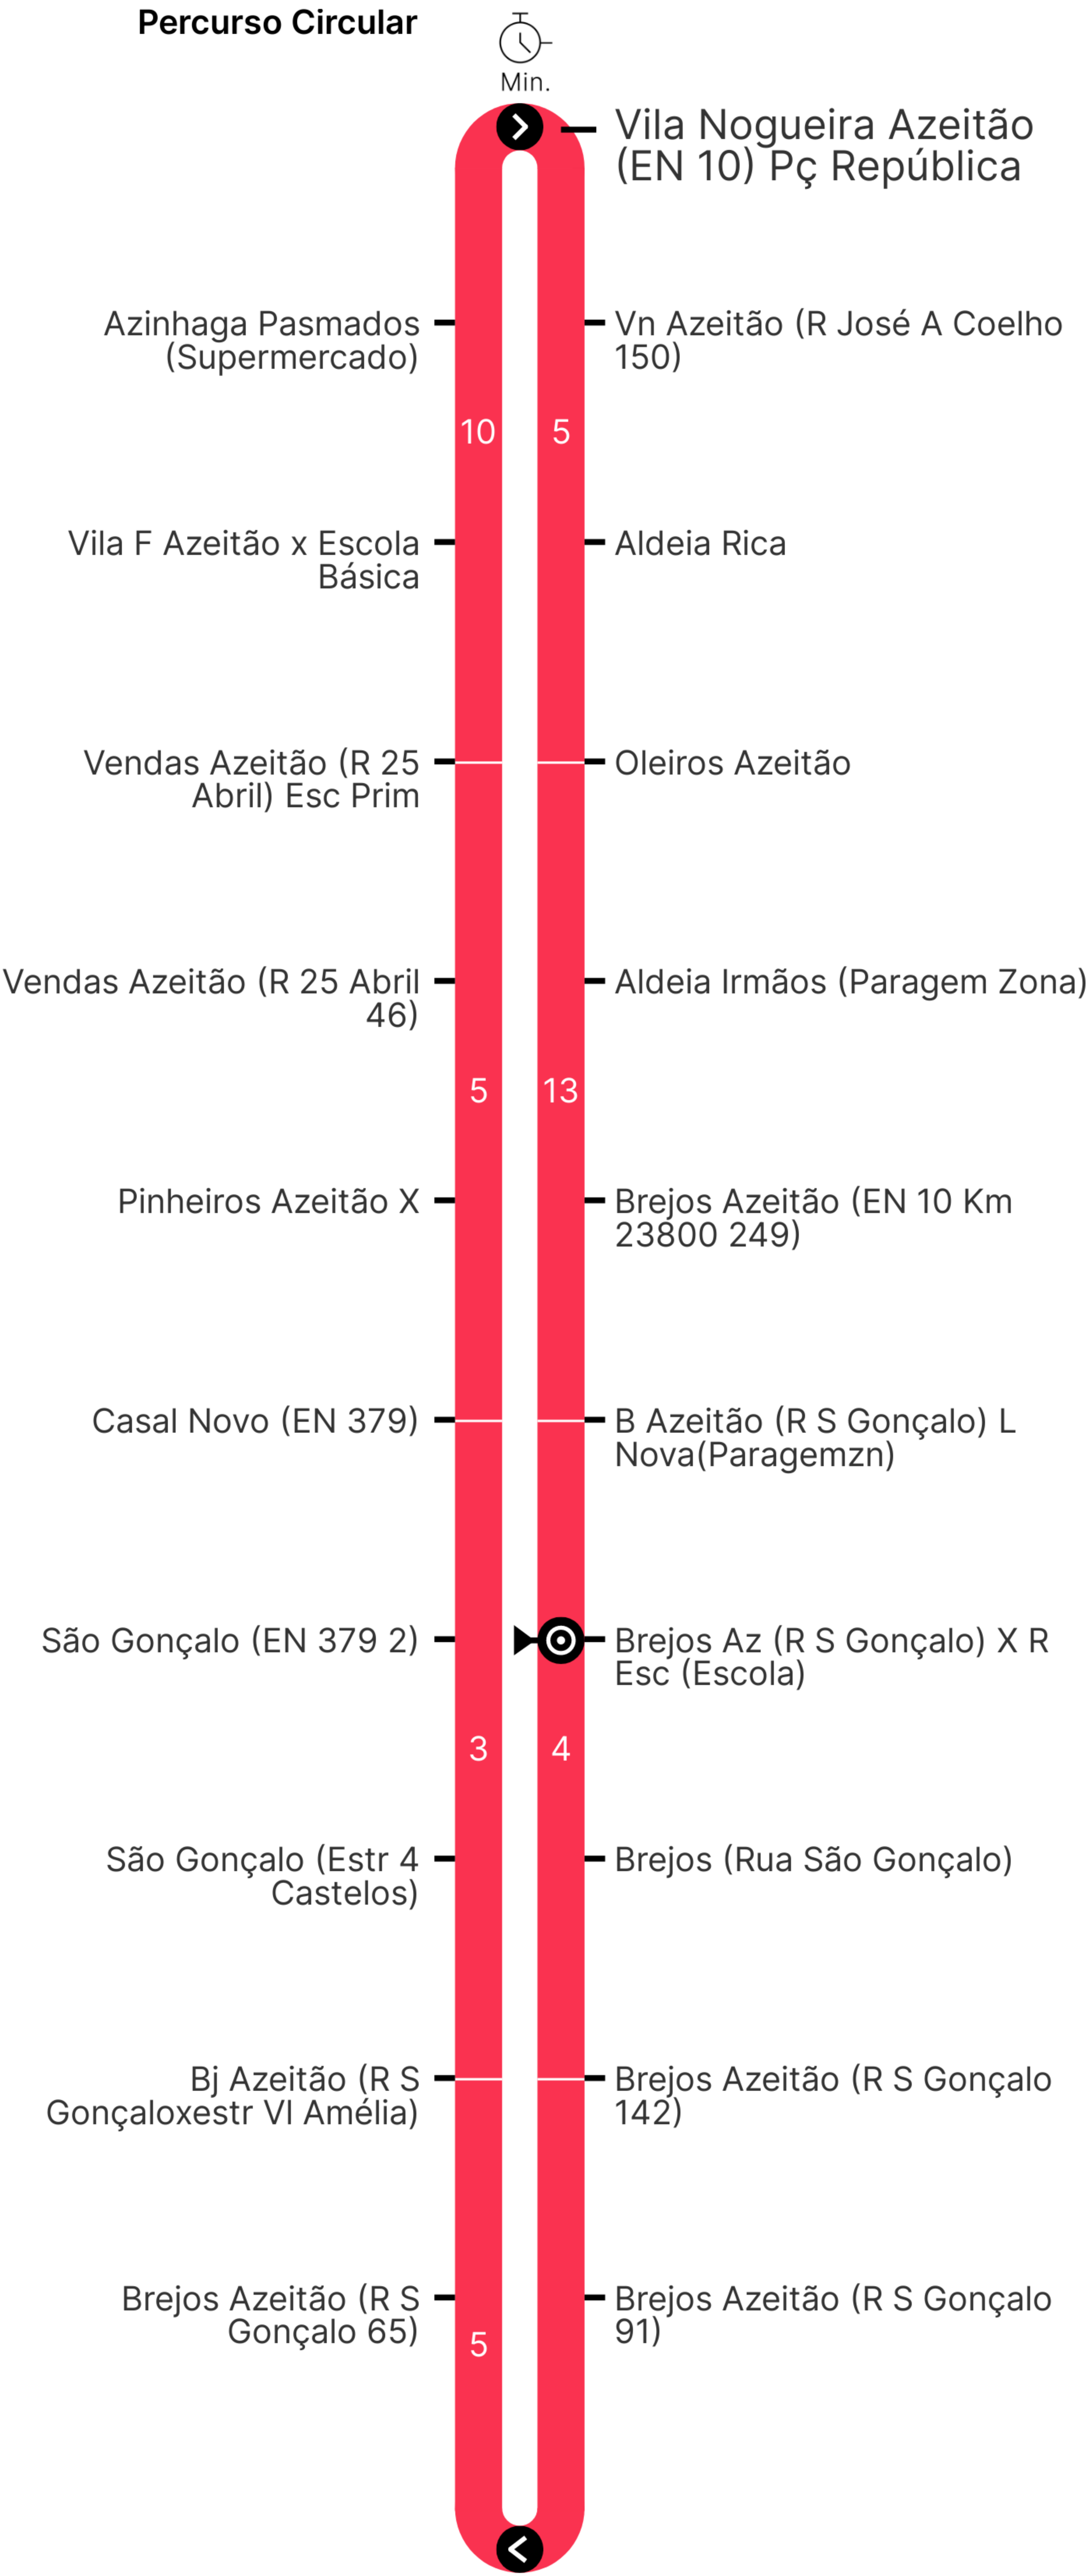 Percurso Circular
Min.
Vila Nogueira Azeitão
(EN 10) Pç República
Azinhaga Pasmados
(Supermercado)
Vn Azeitão (R José A Coelho
150)
10
5
Vila F Azeitão x Escola
Básica
Aldeia Rica
Vendas Azeitão (R 25
Abril) Esc Prim
Oleiros Azeitão
Vendas Azeitão (R 25 Abril
46)
Aldeia Irmãos (Paragem Zona)
5
13
Pinheiros Azeitão X
Brejos Azeitão (EN 10 Km
23800 249)
Casal Novo (EN 379)
B Azeitão (R S Gonçalo) L
Nova(Paragemzn)
São Gonçalo (EN 379 2)
Brejos Az (R S Gonçalo) X R
Esc (Escola)
3
4
São Gonçalo (Estr 4
Castelos)
Brejos (Rua São Gonçalo)
Bj Azeitão (R S
Gonçaloxestr Vl Amélia)
Brejos Azeitão (R S Gonçalo
142)
Brejos Azeitão (R S
Gonçalo 65)
Brejos Azeitão (R S Gonçalo
91)
5